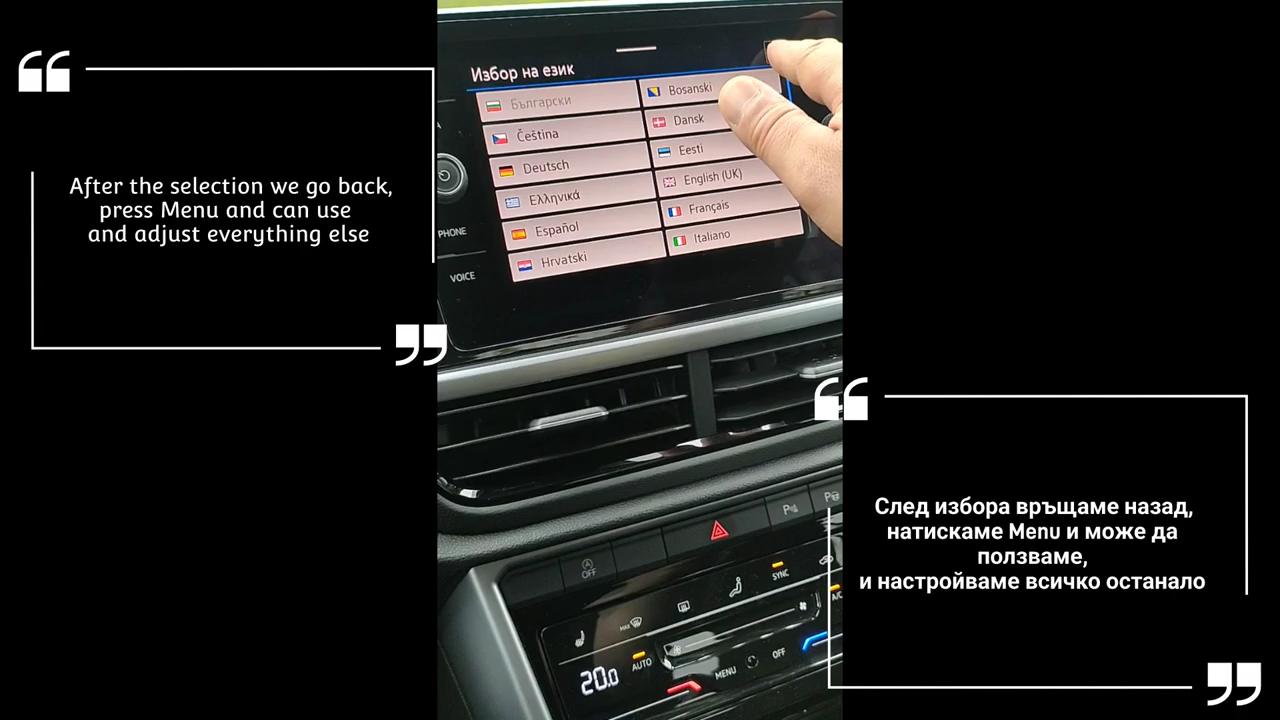 After the selection we go back,
press Menu and can use
and adjust everything else
Избор на език
Български
Bosanski
Čeština
Dansk
Deutsch
Eesti
Ελληνικά
English (UK)
Español
Français
Hrvatski
Italiano
PHONE
VOICE
След избора връщаме назад,
натискаме Menu и може да
ползваме,
и настройваме всичко останало
OFF
SYNC
MAX
A/C
20.0
AUTO
MENU
OFF